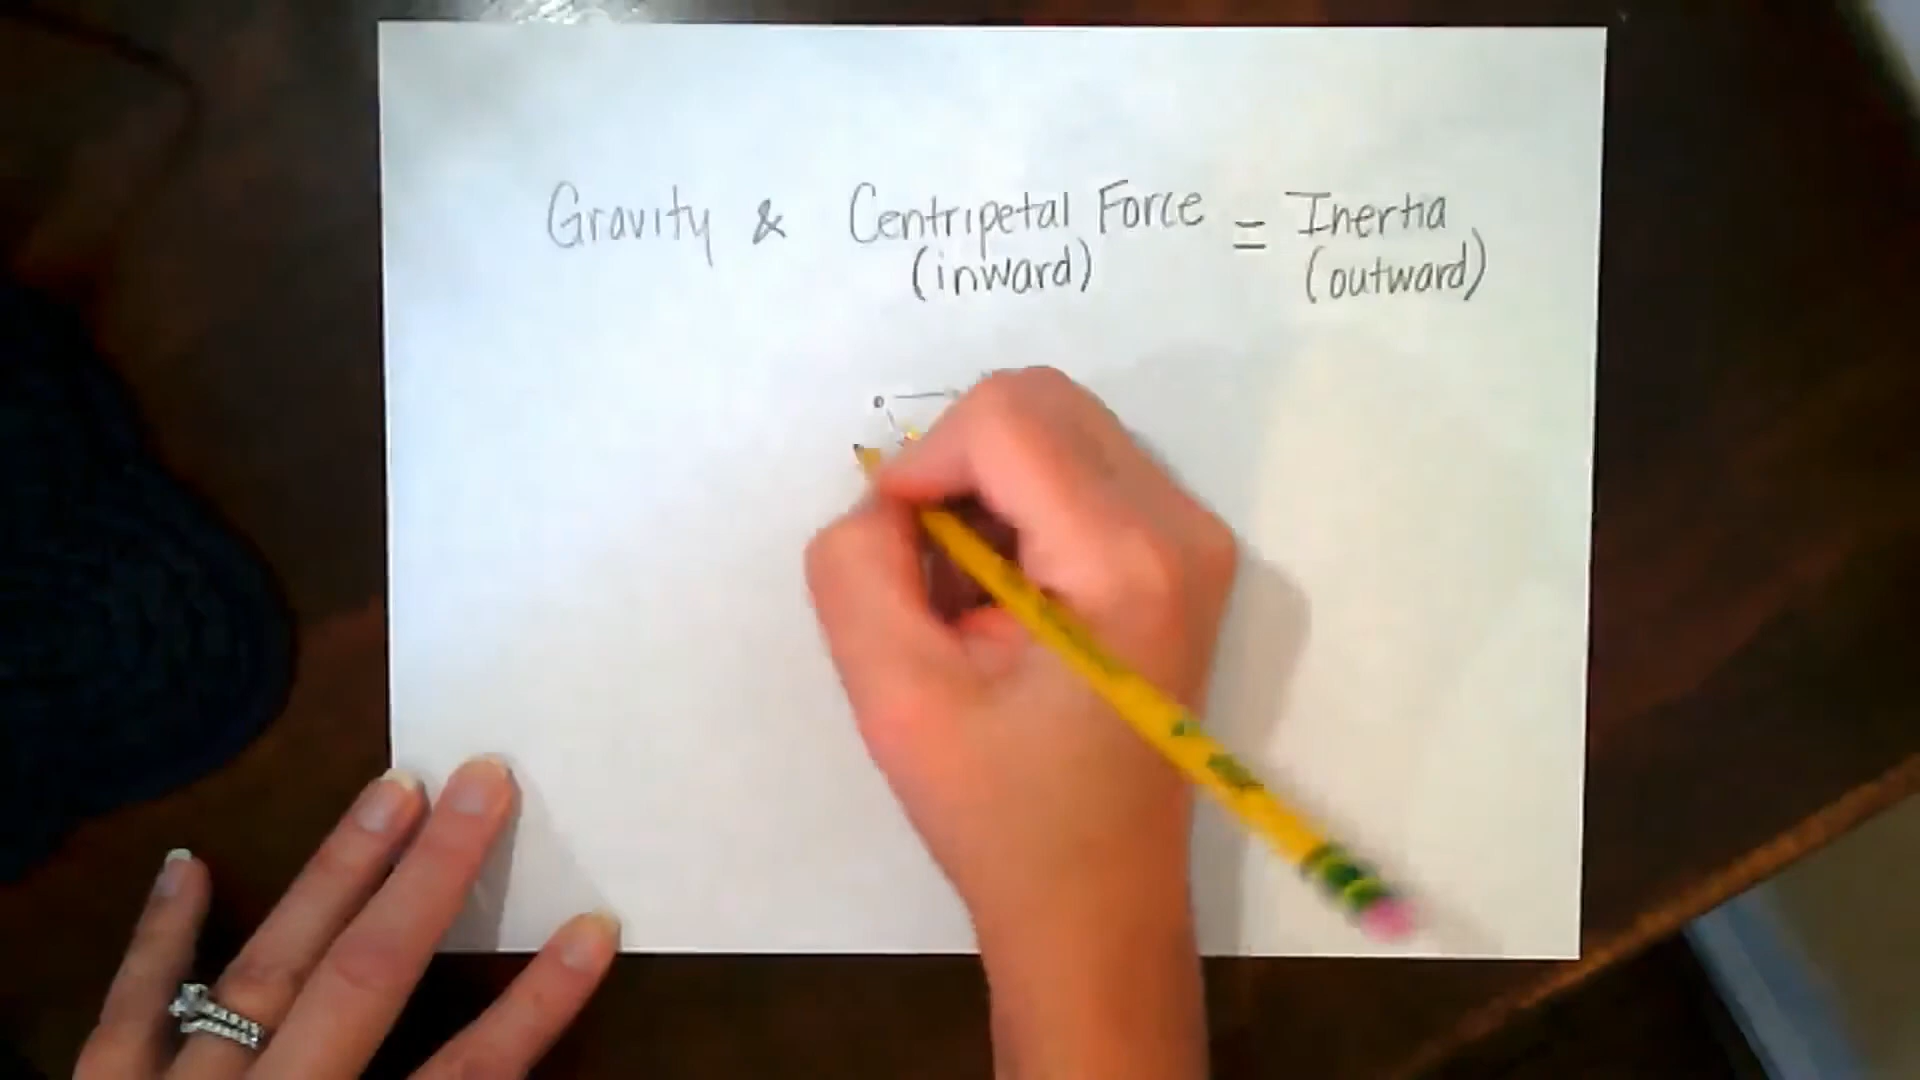 Gravity & Centripetal Force = Inertia
(inward) (outward)